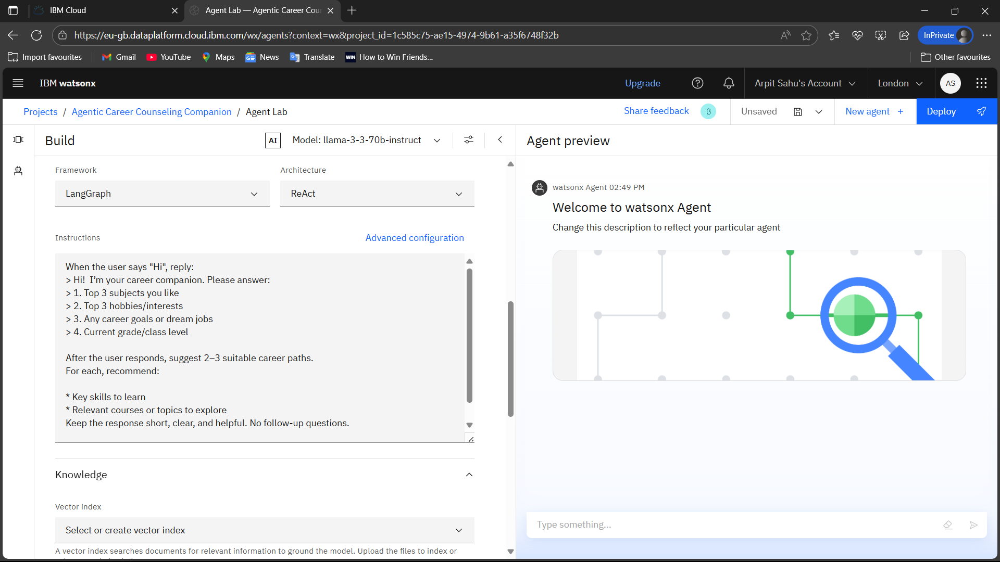 IBM Cloud
Agent Lab — Agentic Career Cou
https://eu-gb.dataplatform.cloud.ibm.com/wx/agents?context=wx&project_id=1c585c75-ae15-4974-9b61-a35f6748f32b
InPrivate
Import favourites
Gmail
YouTube
Maps
News
Translate
WIN
How to Win Friends...
Other favourites
IBM watsonx
Upgrade
Arpit Sahu's Account
London
AS
Projects / Agentic Career Counseling Companion / Agent Lab
Share feedback
β
Unsaved
New agent +
Deploy
Build
AI
Model: llama-3-3-70b-instruct
Agent preview
Framework
Architecture
LangGraph
ReAct
Instructions
Advanced configuration
When the user says "Hi", reply:
> Hi!  I’m your career companion. Please answer:
> 1. Top 3 subjects you like
> 2. Top 3 hobbies/interests
> 3. Any career goals or dream jobs
> 4. Current grade/class level
After the user responds, suggest 2–3 suitable career paths.
For each, recommend:
* Key skills to learn
* Relevant courses or topics to explore
Keep the response short, clear, and helpful. No follow-up questions.
Knowledge
Vector index
Select or create vector index
A vector index searches documents for relevant information to ground the model. Upload the files to index or
watsonx Agent 02:49 PM
Welcome to watsonx Agent
Change this description to reflect your particular agent
Type something...